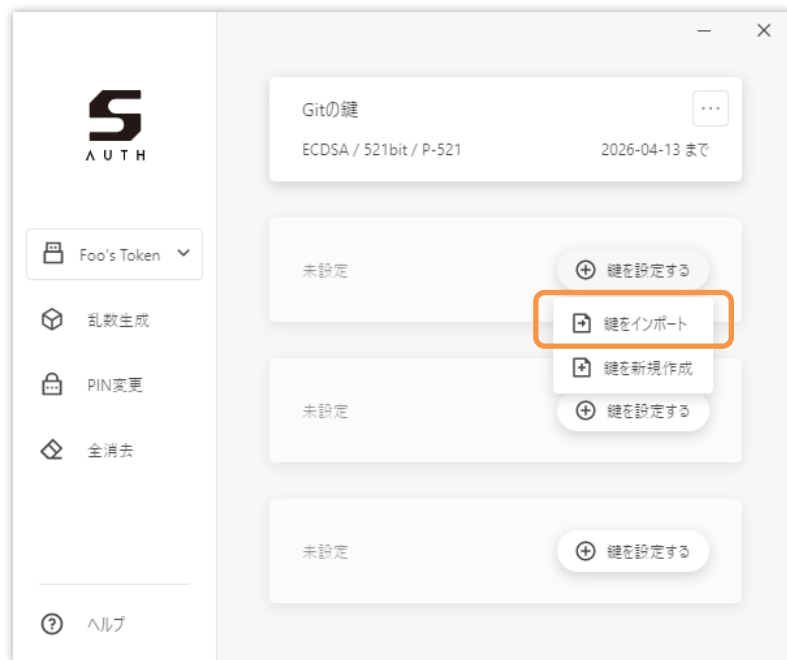 S
AUTH
Foo's Token
乱数生成
PIN変更
全消去
ヘルプ
Gitの鍵
ECDSA / 521bit / P-521
2026-04-13 まで
未設定
鍵を設定する
鍵をインポート
鍵を新規作成
未設定
鍵を設定する
未設定
鍵を設定する